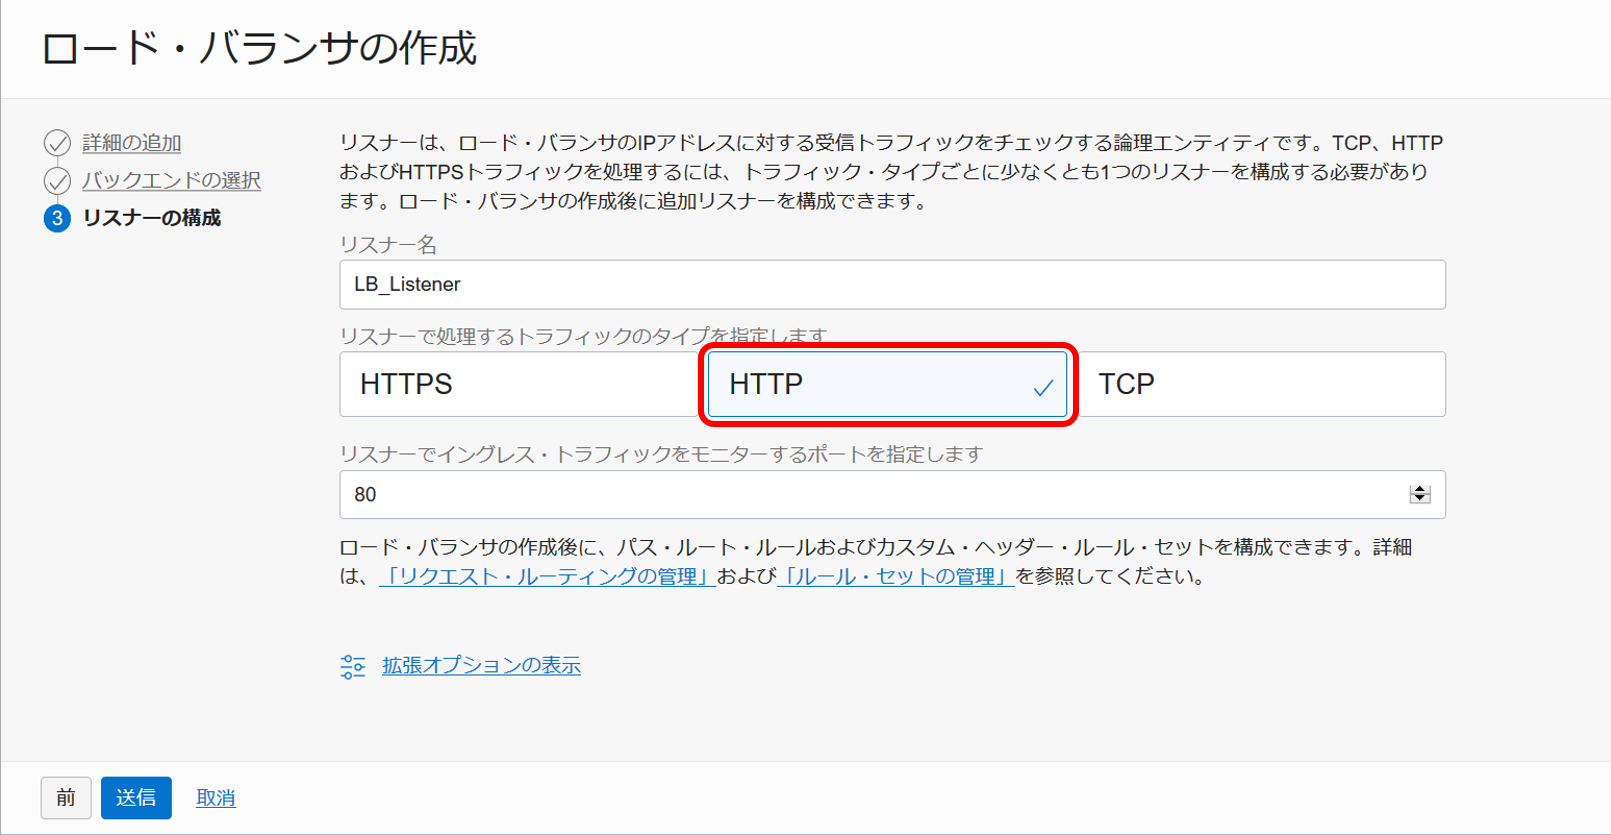 ロード・バランサの作成
詳細の追加
バックエンドの選択
3 リスナーの構成
リスナーは、ロード・バランサのIPアドレスに対する受信トラフィックをチェックする論理エンティティです。TCP、HTTP
およびHTTPSトラフィックを処理するには、トラフィック・タイプごとに少なくとも1つのリスナーを構成する必要があり
ます。ロード・バランサの作成後に追加リスナーを構成できます。
リスナー名
LB_Listener
リスナーで処理するトラフィックのタイプを指定します
HTTPS HTTP TCP
リスナーでイングレス・トラフィックをモニターするポートを指定します
80
ロード・バランサの作成後に、パス・ルート・ルールおよびカスタム・ヘッダー・ルール・セットを構成できます。詳細
は、「リクエスト・ルーティングの管理」および「ルール・セットの管理」を参照してください。
拡張オプションの表示
前 送信 取消